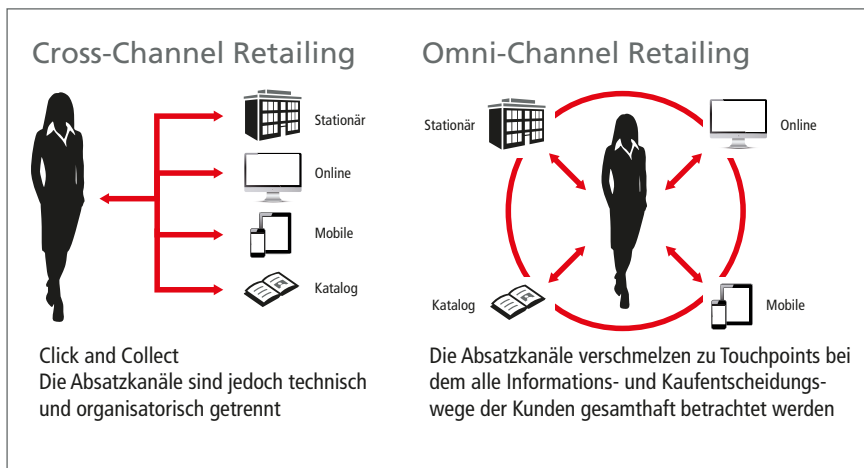 Cross-Channel Retailing
Stationär
Online
Mobile
Katalog
Click and Collect
Die Absatzkanäle sind jedoch technisch
und organisatorisch getrennt
Omni-Channel Retailing
Stationär
Online
Katalog
Mobile
Die Absatzkanäle verschmelzen zu Touchpoints bei
dem alle Informations- und Kaufentscheidungs-
wege der Kunden gesamthaft betrachtet werden